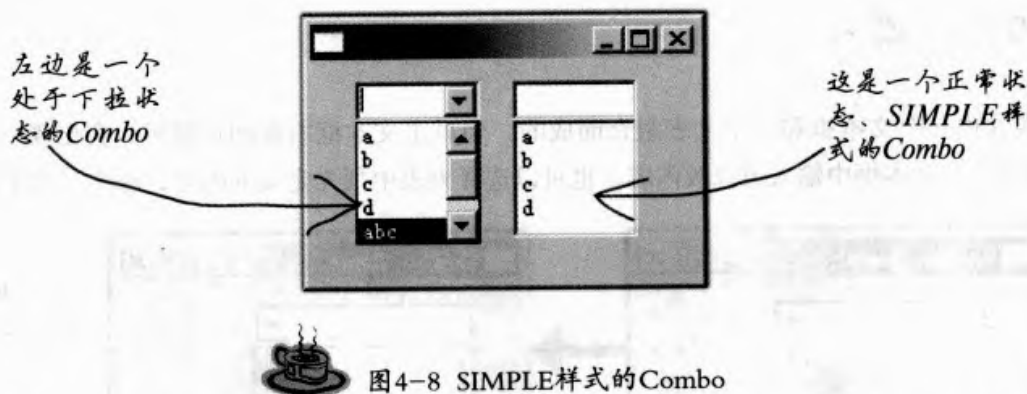 左边是一个
处于下拉状
态的Combo
a
b
c
d
abc
a
b
c
d
这是一个正常状
态、SIMPLE样
式的Combo
图4-8 SIMPLE样式的Combo